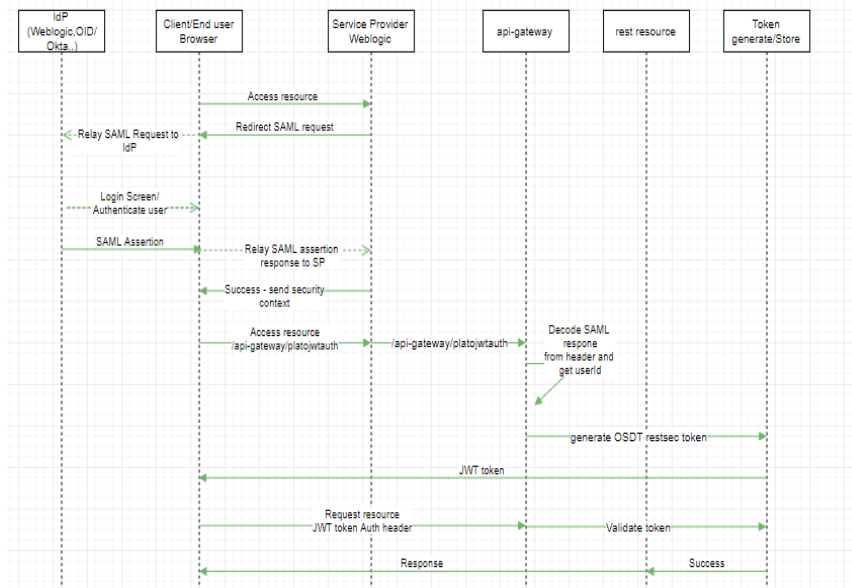 IdP
(Weblogic,OID/
Okta..)
Client/End user
Browser
Service Provider
Weblogic
api-gateway
rest resource
Token
generate/Store
Access resource
Redirect SAML request
Relay SAML Request to
IdP
Login Screen/
Authenticate user
SAML Assertion
Relay SAML assertion
response to SP
Success - send security
context
Access resource
/api-gateway/platojwtauth
/api-gateway/platojwtauth
Decode SAML
respone
from header and
get userId
generate OSDT restsec token
JWT token
Request resource
JWT token Auth header
Validate token
Response
Success